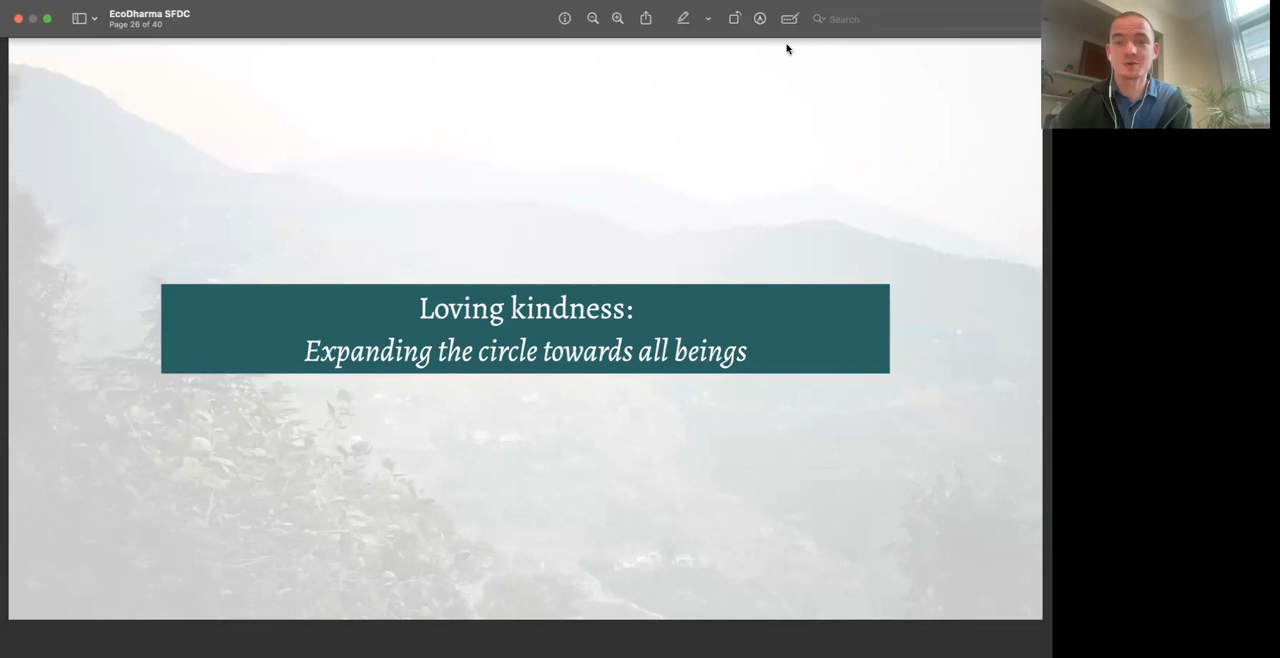 EcoDharma SFDC
Page 26 of 40
Search
Loving kindness:
Expanding the circle towards all beings